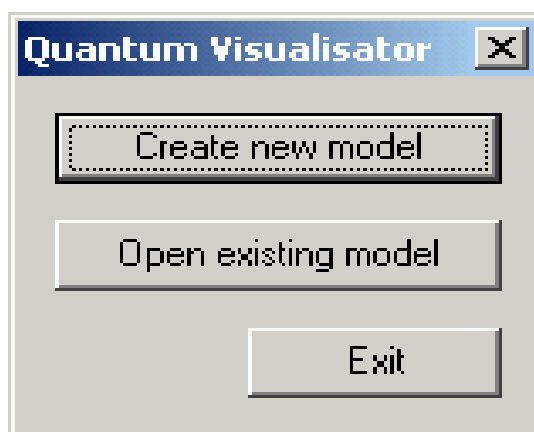 Quantum Visualisator
Create new model
Open existing model
Exit